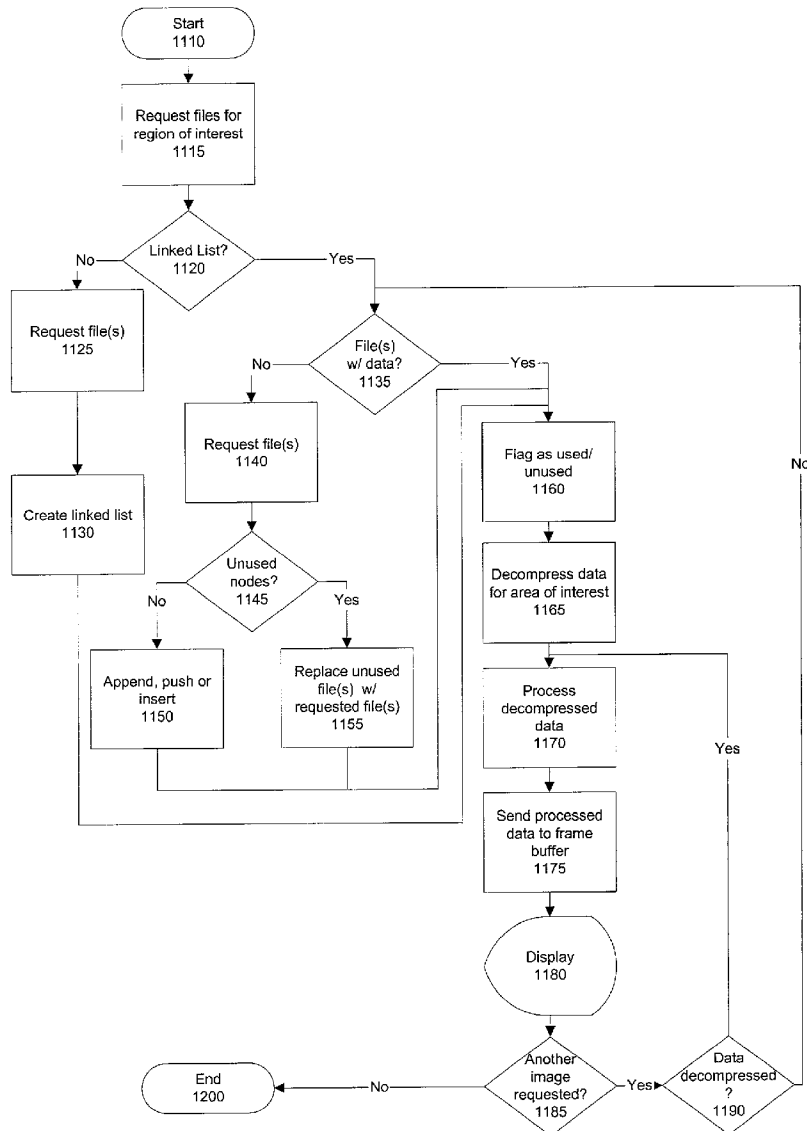 Start
1110
Request files for
region of interest
1115
Linked List?
1120
No
Yes
Request file(s)
1125
File(s)
w/ data?
1135
No
Yes
Request file(s)
1140
Flag as used/
unused
1160
No
Create linked list
1130
Unused
nodes?
1145
No
Yes
Decompress data
for area of interest
1165
Append, push or
insert
1150
Replace unused
file(s) w/
requested file(s)
1155
Process
decompressed
data
1170
Yes
Send processed
data to frame
buffer
1175
Display
1180
Another
image
requested?
1185
No
Yes
Data
decompressed
?
1190
End
1200